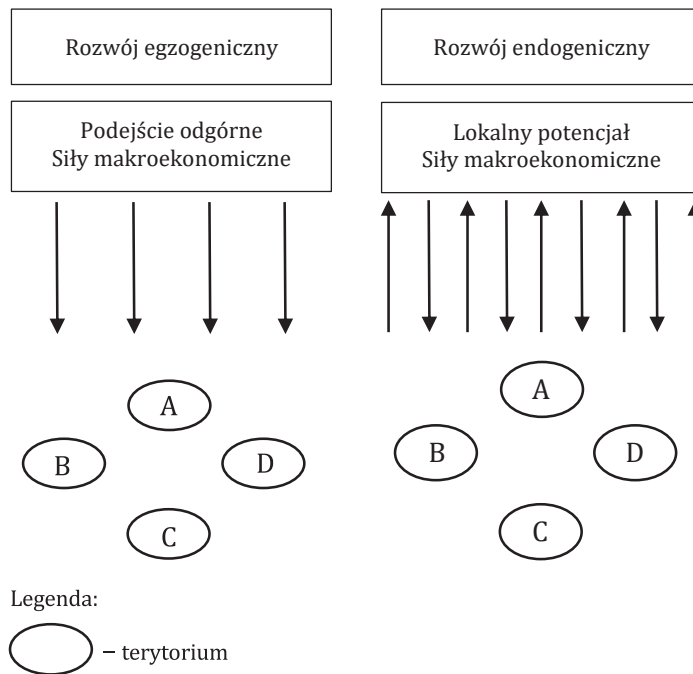 Rozwój egzogeniczny
Podejście odgórne
Siły makroekonomiczne
A
B
D
C
Rozwój endogeniczny
Lokalny potencjał
Siły makroekonomiczne
A
B
D
C
Legenda:
– terytorium